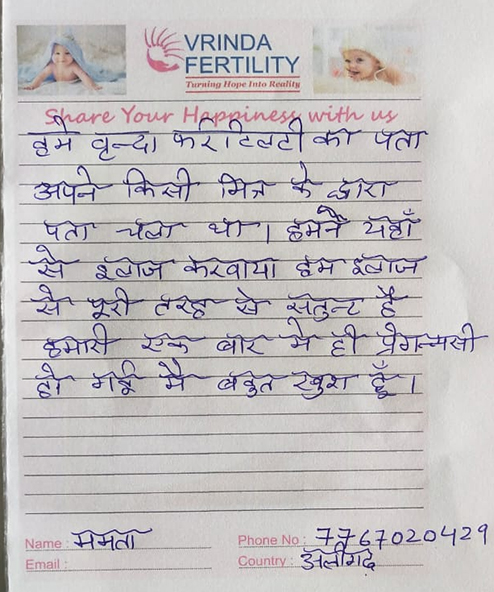 VRINDA
FERTILITY
Turning Hope Into Reality
Share Your Happiness with us
हमे वृन्दा फर्टिलिटी का पता
अपने किसी मित्र के द्वारा
पता चला था। हमनें यहाँ
से इलाज करवाया हम इलाज
से पूरी तरह से सतुन्ट है
हमारी एक बार मे ही प्रेगन्मसी
हो गई मै बहुत खुश हूँ।
Name : ममता Phone No : 7767020429
Email : Country : अलीगढ